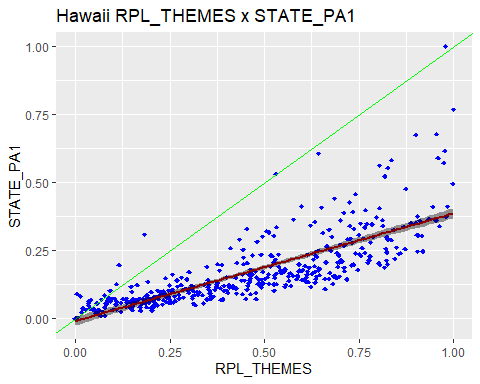 Hawaii RPL_THEMES x STATE_PA1
1.00
0.75
0.50
0.25
0.00
STATE_PA1
0.00 0.25 0.50 0.75 1.00
RPL_THEMES